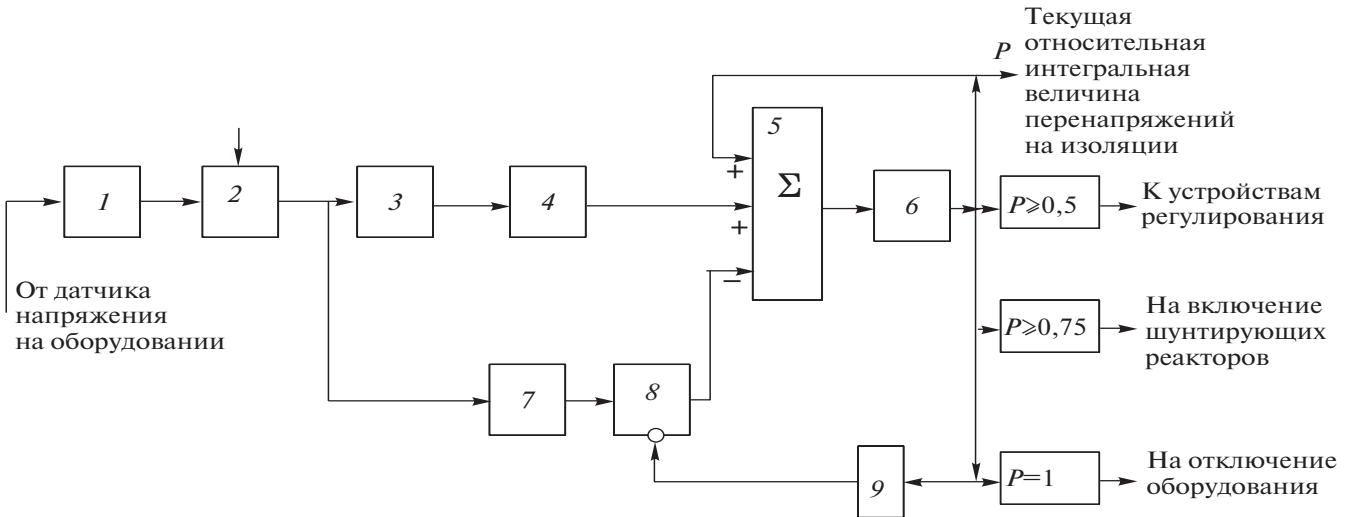 Текущая
относительная
интегральная
величина
перенапряжений
на изоляции
P
5
+
Σ
+
−
1
2
3
4
6
P⩾0,5
К устройствам
регулирования
От датчика
напряжения
на оборудовании
P⩾0,75
На включение
шунтирующих
реакторов
7
8
9
P=1
На отключение
оборудования